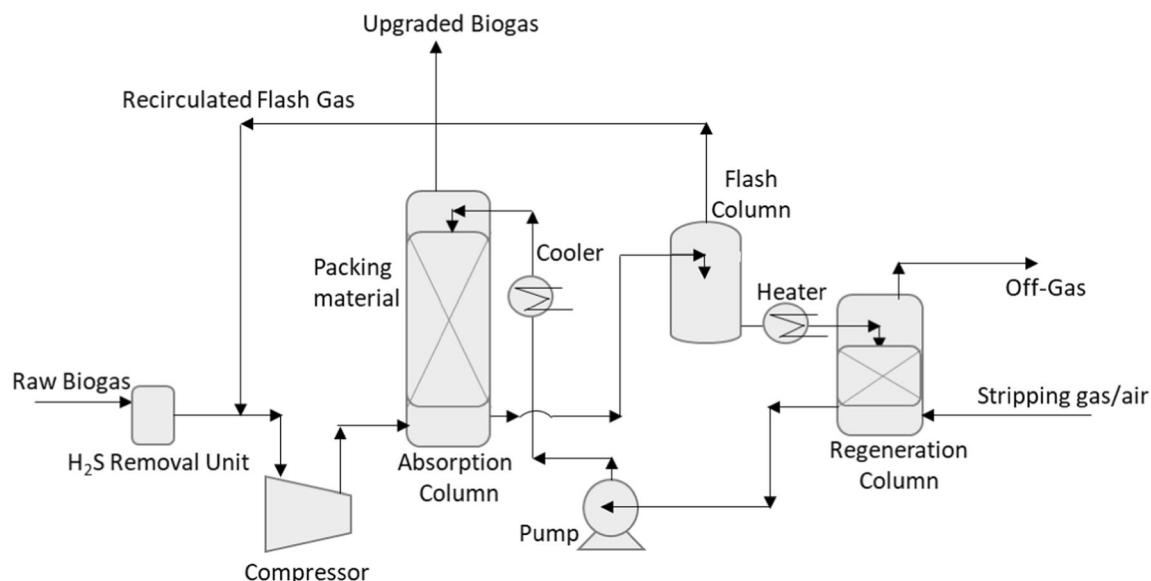 Upgraded Biogas
Recirculated Flash Gas
Flash
Column
Cooler
Packing
material
Heater
Off-Gas
Raw Biogas
Stripping gas/air
H₂S Removal Unit
Absorption
Column
Regeneration
Column
Pump
Compressor